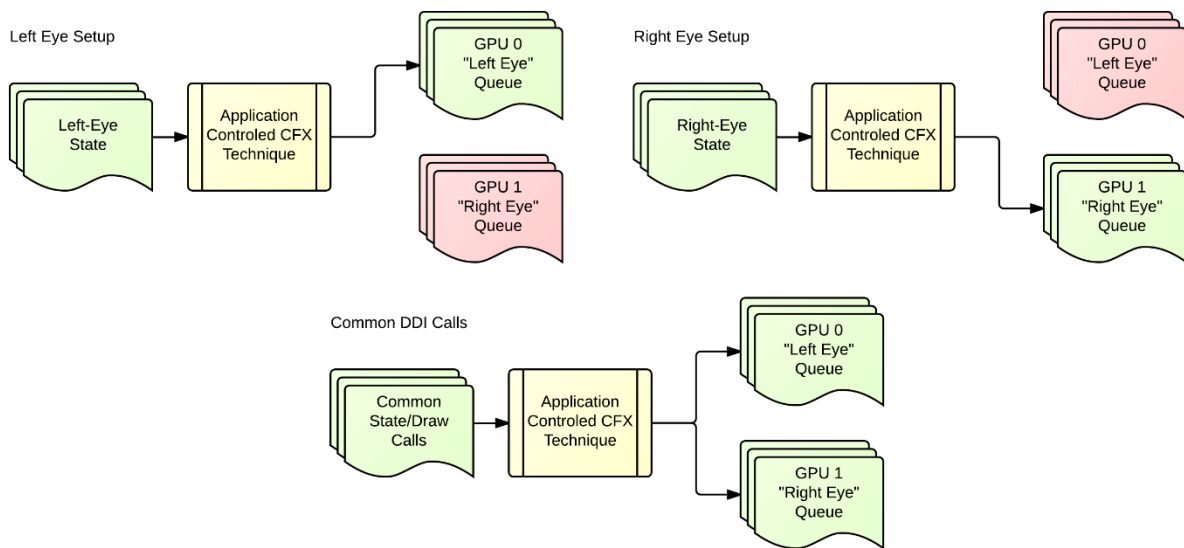 Left Eye Setup
Left-Eye
State
Application
Controled CFX
Technique
GPU 0
"Left Eye"
Queue
GPU 1
"Right Eye"
Queue
Right Eye Setup
Right-Eye
State
Application
Controled CFX
Technique
GPU 0
"Left Eye"
Queue
GPU 1
"Right Eye"
Queue
Common DDI Calls
Common
State/Draw
Calls
Application
Controled CFX
Technique
GPU 0
"Left Eye"
Queue
GPU 1
"Right Eye"
Queue